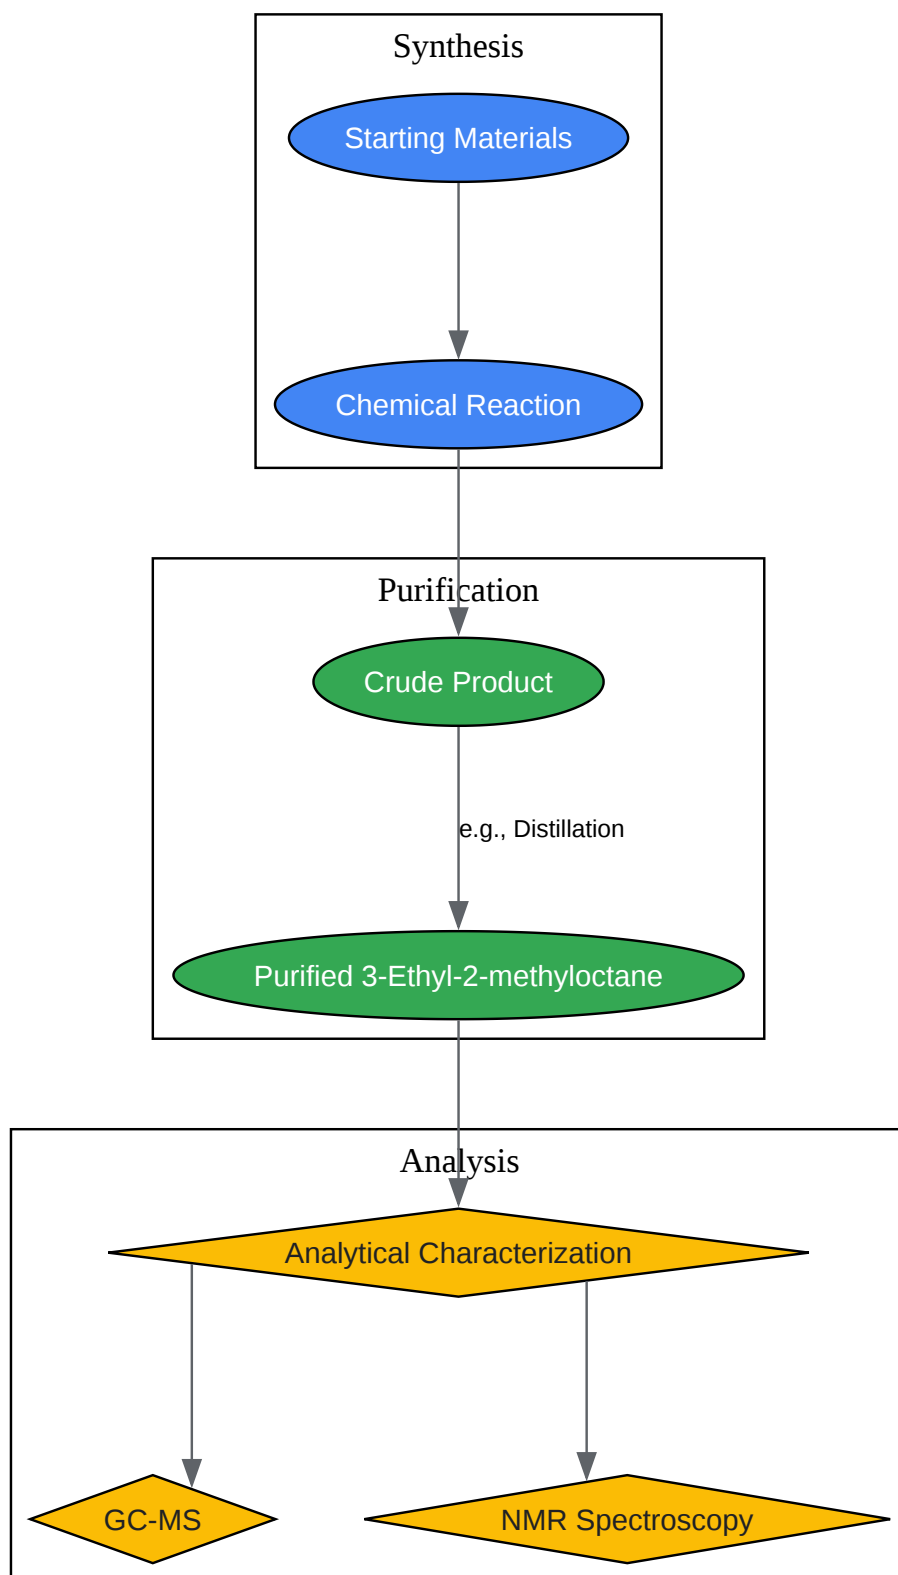 Synthesis
Starting Materials
Chemical Reaction
Purification
Crude Product
e.g., Distillation
Purified 3-Ethyl-2-methyloctane
Analysis
Analytical Characterization
GC-MS
NMR Spectroscopy